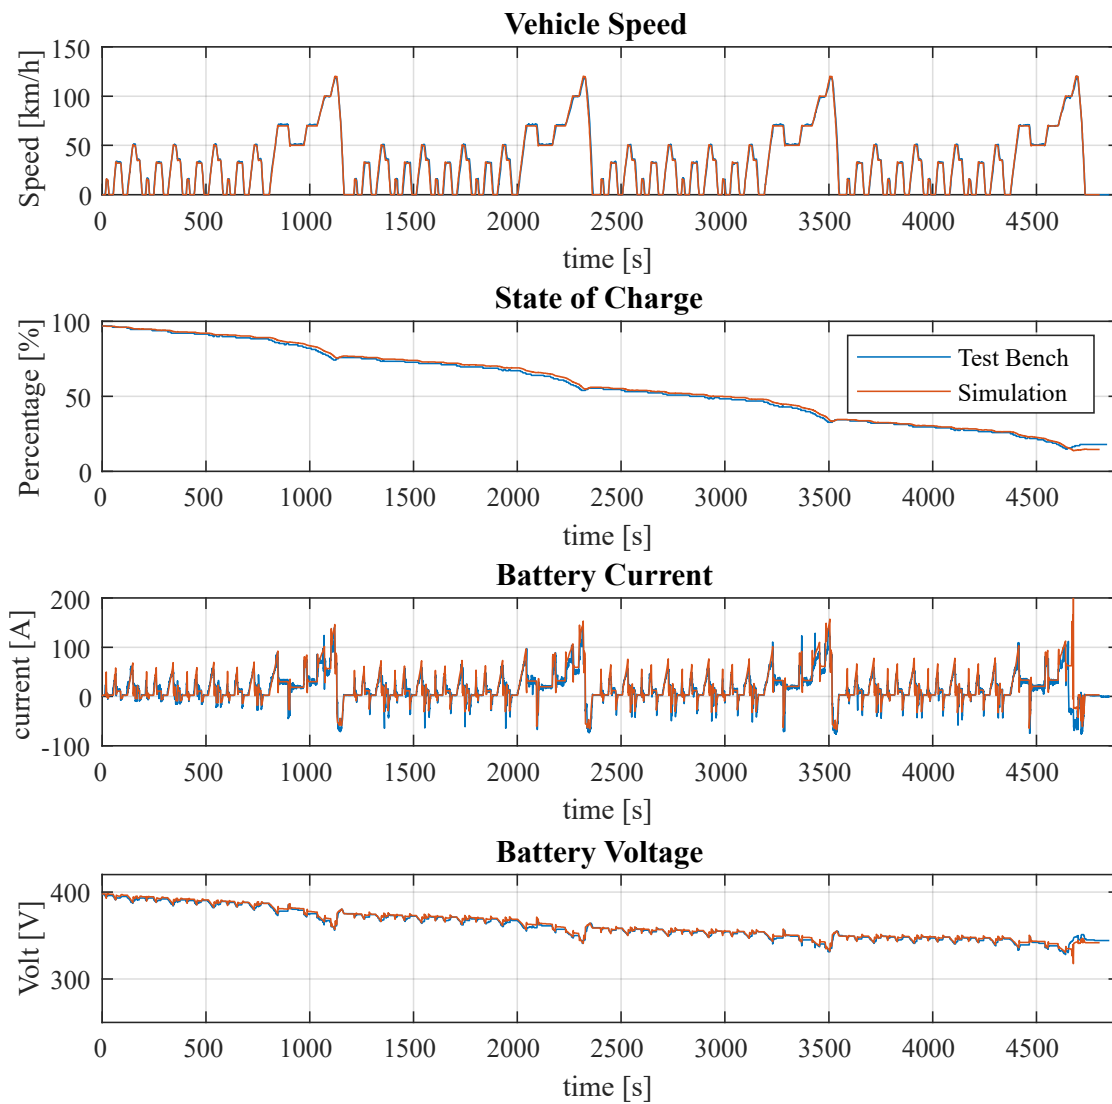 Vehicle Speed
150
100
50
0
Speed [km/h]
0 500 1000 1500 2000 2500 3000 3500 4000 4500
time [s]
State of Charge
100
50
0
Percentage [%]
Test Bench
Simulation
0 500 1000 1500 2000 2500 3000 3500 4000 4500
time [s]
Battery Current
200
100
0
-100
current [A]
0 500 1000 1500 2000 2500 3000 3500 4000 4500
time [s]
Battery Voltage
400
300
Volt [V]
0 500 1000 1500 2000 2500 3000 3500 4000 4500
time [s]